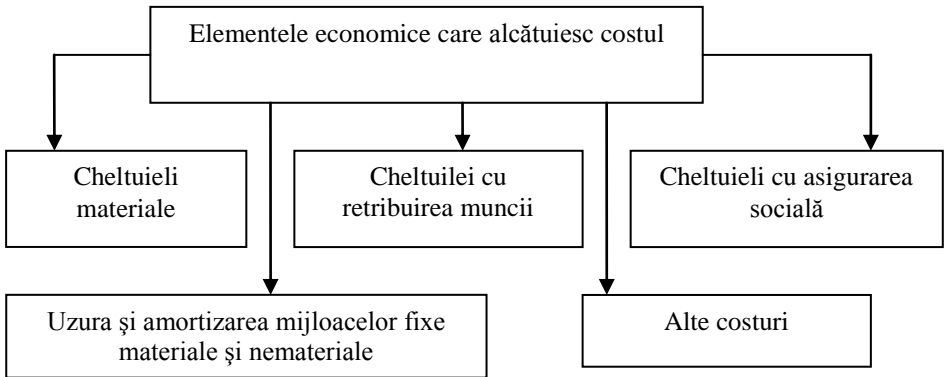 Elementele economice care alcătuiesc costul
Cheltuieli
materiale
Cheltuilei cu
retribuirea muncii
Cheltuieli cu asigurarea
socială
Uzura şi amortizarea mijloacelor fixe
materiale şi nemateriale
Alte costuri